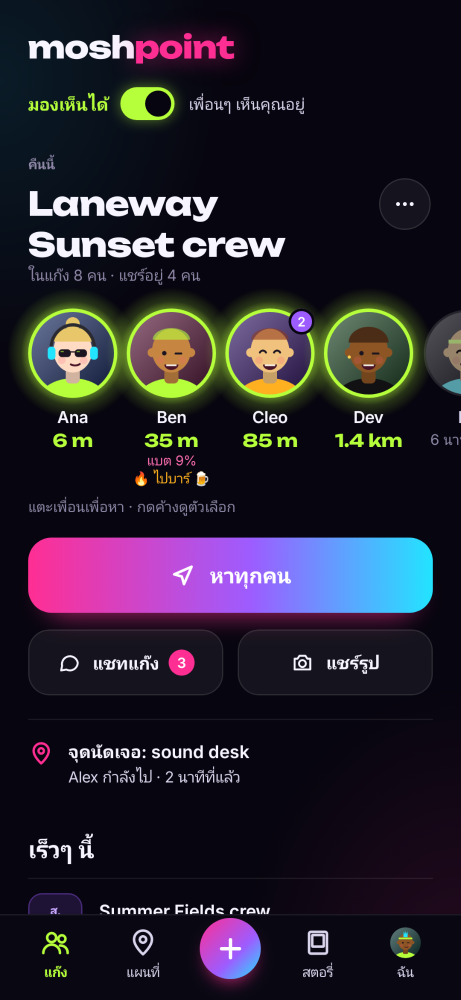 moshpoint
มองเห็นได้ เพื่อนๆ เห็นคุณอยู่
คืนนี้
Laneway
Sunset crew
ในแก๊ง 8 คน · แชร์อยู่ 4 คน
2
Ana Ben Cleo Dev
6 m 35 m 85 m 1.4 km
แบต 9%
🔥 ไปบาร์ 🍺
แตะเพื่อนเพื่อหา · กดค้างดูตัวเลือก
หาทุกคน
แชทแก๊ง 3 แชร์รูป
จุดนัดเจอ: sound desk
Alex กำลังไป · 2 นาทีที่แล้ว
เร็วๆ นี้
ส.
Summer Fields crew
แก๊ง แผนที่ สตอรี่ ฉัน